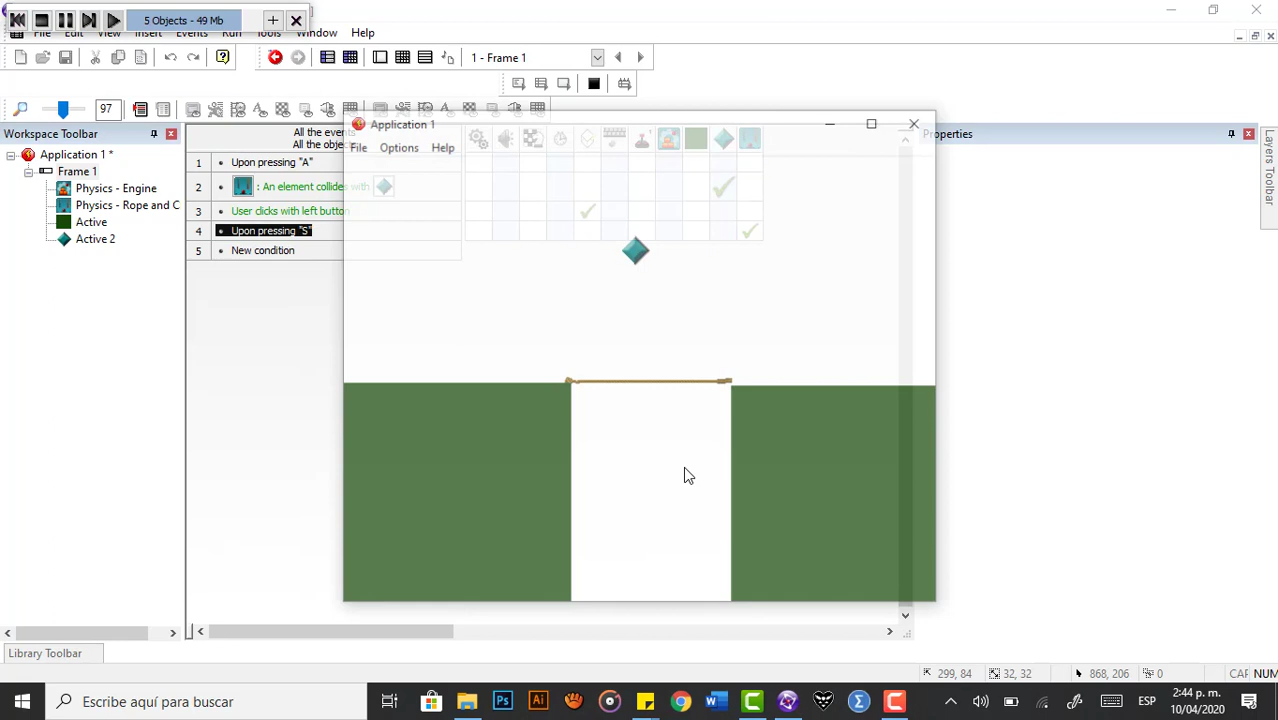 5 Objects - 49 Mb
File Edit View Insert Events Run Tools Window Help
1 - Frame 1
97
Workspace Toolbar
Application 1 *
Frame 1
Physics - Engine
Physics - Rope and C
Active
Active 2
All the events
All the obje
1 Upon pressing "A"
2 : An element collides with
3 User clicks with left button
4 Upon pressing "S"
5 New condition
Application 1
File Options Help
Properties
Layers Toolbar
Library Toolbar
299, 84
32, 32
868, 206
0
CAF NUM
Escribe aquí para buscar
ESP
2:44 p. m.
10/04/2020